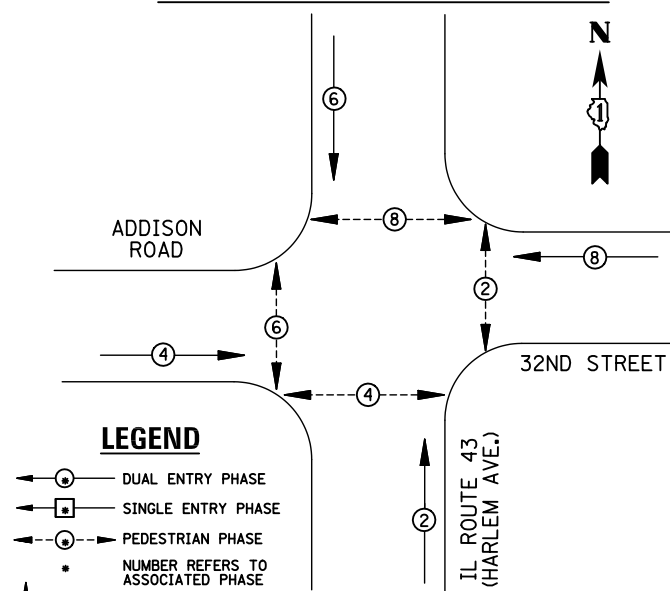 N
1
6
8
ADDISON
ROAD
8
2
6
4
32ND STREET
4
LEGEND
IL ROUTE 43
(HARLEM AVE.)
* DUAL ENTRY PHASE
* SINGLE ENTRY PHASE
2
* PEDESTRIAN PHASE
* NUMBER REFERS TO
ASSOCIATED PHASE